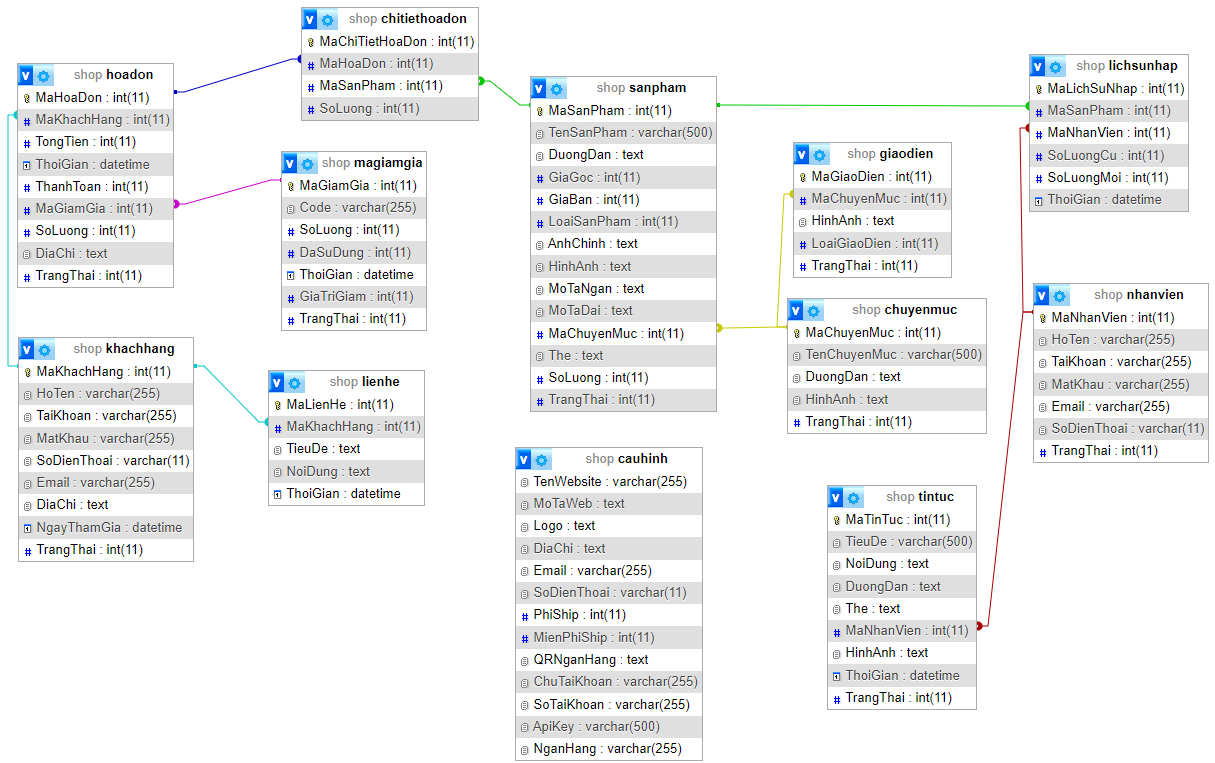 shop chitiethoadon
MaChiTietHoaDon : int(11)
MaHoaDon : int(11)
MaSanPham : int(11)
SoLuong : int(11)
shop hoadon
MaHoaDon : int(11)
MaKhachHang : int(11)
TongTien : int(11)
ThoiGian : datetime
ThanhToan : int(11)
MaGiamGia : int(11)
SoLuong : int(11)
DiaChi : text
TrangThai : int(11)
shop magiamgia
MaGiamGia : int(11)
Code : varchar(255)
SoLuong : int(11)
DaSuDung : int(11)
ThoiGian : datetime
GiaTriGiam : int(11)
TrangThai : int(11)
shop sanpham
MaSanPham : int(11)
TenSanPham : varchar(500)
DuongDan : text
GiaGoc : int(11)
GiaBan : int(11)
LoaiSanPham : int(11)
AnhChinh : text
HinhAnh : text
MoTaNgan : text
MoTaDai : text
MaChuyenMuc : int(11)
The : text
SoLuong : int(11)
TrangThai : int(11)
shop lichsunhap
MaLichSuNhap : int(11)
MaSanPham : int(11)
MaNhanVien : int(11)
SoLuongCu : int(11)
SoLuongMoi : int(11)
ThoiGian : datetime
shop giaodien
MaGiaoDien : int(11)
MaChuyenMuc : int(11)
HinhAnh : text
LoaiGiaoDien : int(11)
TrangThai : int(11)
shop chuyenmuc
MaChuyenMuc : int(11)
TenChuyenMuc : varchar(500)
DuongDan : text
HinhAnh : text
TrangThai : int(11)
shop nhanvien
MaNhanVien : int(11)
HoTen : varchar(255)
TaiKhoan : varchar(255)
MatKhau : varchar(255)
Email : varchar(255)
SoDienThoai : varchar(11)
TrangThai : int(11)
shop khachhang
MaKhachHang : int(11)
HoTen : varchar(255)
TaiKhoan : varchar(255)
MatKhau : varchar(255)
SoDienThoai : varchar(11)
Email : varchar(255)
DiaChi : text
NgayThamGia : datetime
TrangThai : int(11)
shop lienhe
MaLienHe : int(11)
MaKhachHang : int(11)
TieuDe : text
NoiDung : text
ThoiGian : datetime
shop cauhinh
TenWebsite : varchar(255)
MoTaWeb : text
Logo : text
DiaChi : text
Email : varchar(255)
SoDienThoai : varchar(11)
PhiShip : int(11)
MienPhiShip : int(11)
QRNganHang : text
ChuTaiKhoan : varchar(255)
SoTaiKhoan : varchar(255)
ApiKey : varchar(500)
NganHang : varchar(255)
shop tintuc
MaTinTuc : int(11)
TieuDe : varchar(500)
NoiDung : text
DuongDan : text
The : text
MaNhanVien : int(11)
HinhAnh : text
ThoiGian : datetime
TrangThai : int(11)